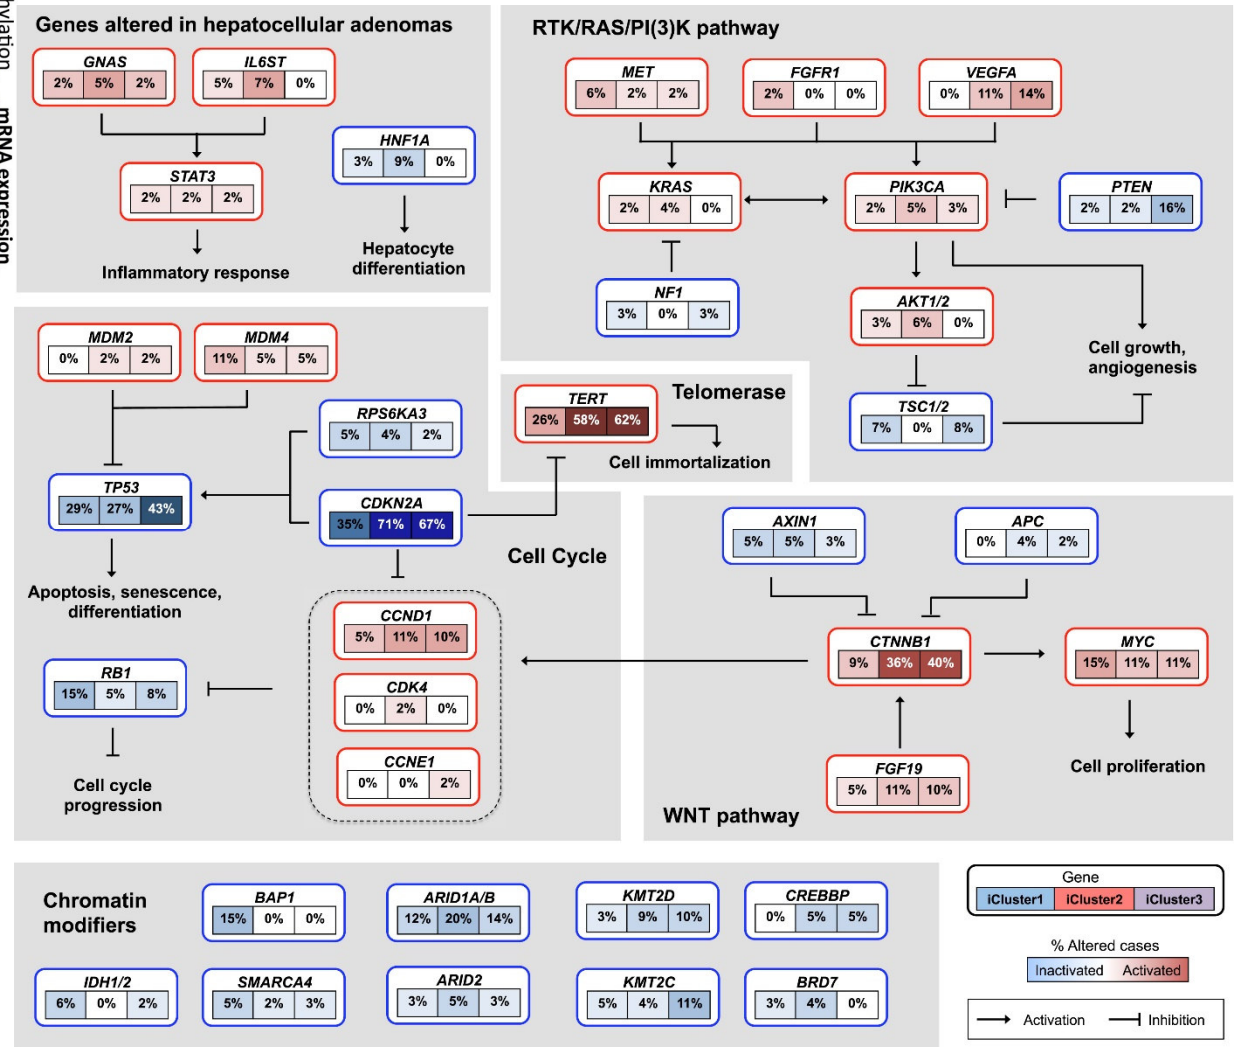 hylation
mRNA expression
Genes altered in hepatocellular adenomas
GNAS
2% 5% 2%
IL6ST
5% 7% 0%
HNF1A
3% 9% 0%
STAT3
2% 2% 2%
Inflammatory response
Hepatocyte
differentiation
RTK/RAS/PI(3)K pathway
MET
6% 2% 2%
FGFR1
2% 0% 0%
VEGFA
0% 11% 14%
KRAS
2% 4% 0%
PIK3CA
2% 5% 3%
PTEN
2% 2% 16%
NF1
3% 0% 3%
AKT1/2
3% 6% 0%
TSC1/2
7% 0% 8%
Cell growth,
angiogenesis
MDM2
0% 2% 2%
MDM4
11% 5% 5%
RPS6KA3
5% 4% 2%
TP53
29% 27% 43%
CDKN2A
35% 71% 67%
Cell Cycle
Apoptosis, senescence,
differentiation
CCND1
5% 11% 10%
CDK4
0% 2% 0%
CCNE1
0% 0% 2%
RB1
15% 5% 8%
Cell cycle
progression
Telomerase
TERT
26% 58% 62%
Cell immortalization
AXIN1
5% 5% 3%
APC
0% 4% 2%
CTNNB1
9% 36% 40%
MYC
15% 11% 11%
FGF19
5% 11% 10%
Cell proliferation
WNT pathway
Chromatin
modifiers
BAP1
15% 0% 0%
ARID1A/B
12% 20% 14%
KMT2D
3% 9% 10%
CREBBP
0% 5% 5%
IDH1/2
6% 0% 2%
SMARCA4
5% 2% 3%
ARID2
3% 5% 3%
KMT2C
5% 4% 11%
BRD7
3% 4% 0%
Gene
iCluster1 iCluster2 iCluster3
% Altered cases
Inactivated Activated
Activation Inhibition